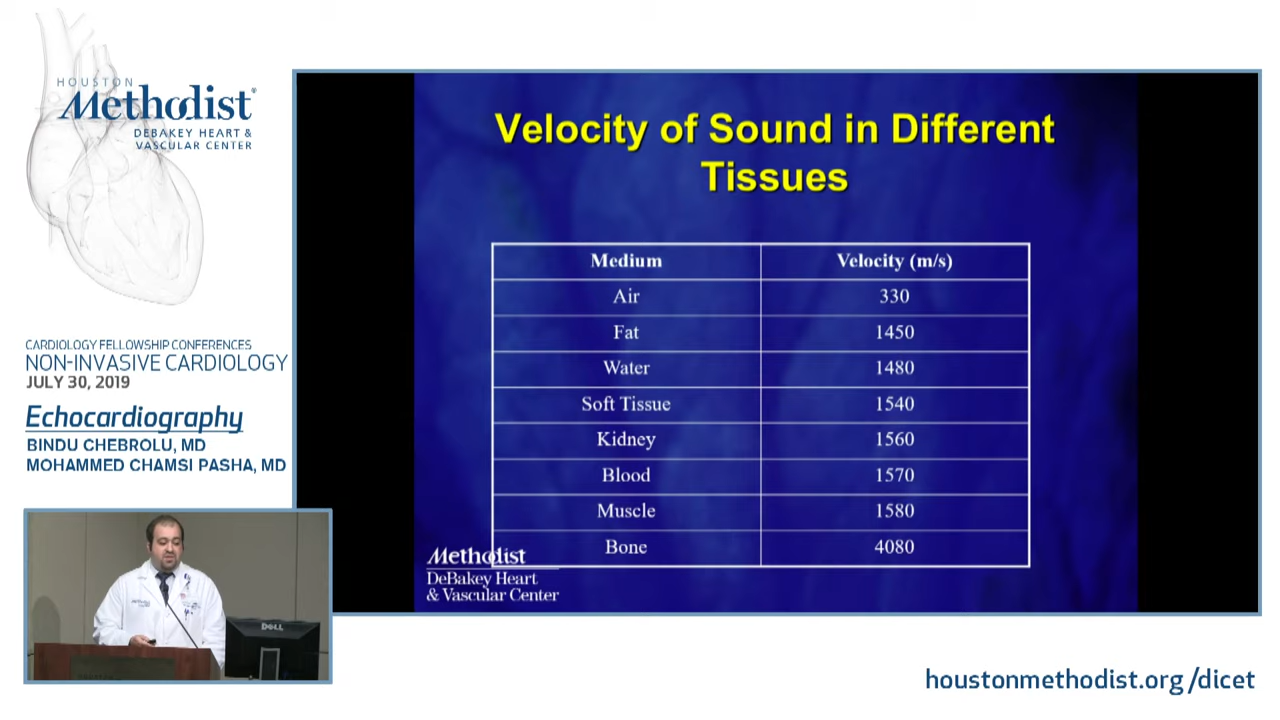 HOUSTON
Methodist®
DEBAKEY HEART &
VASCULAR CENTER
CARDIOLOGY FELLOWSHIP CONFERENCES
NON-INVASIVE CARDIOLOGY
JULY 30, 2019
Echocardiography
BINDU CHEBROLU, MD
MOHAMMED CHAMSI PASHA, MD
Velocity of Sound in Different
Tissues
Medium Velocity (m/s)
Air 330
Fat 1450
Water 1480
Soft Tissue 1540
Kidney 1560
Blood 1570
Muscle 1580
Bone 4080
Methodist
DeBakey Heart
& Vascular Center
DELL
houstonmethodist.org/dicet